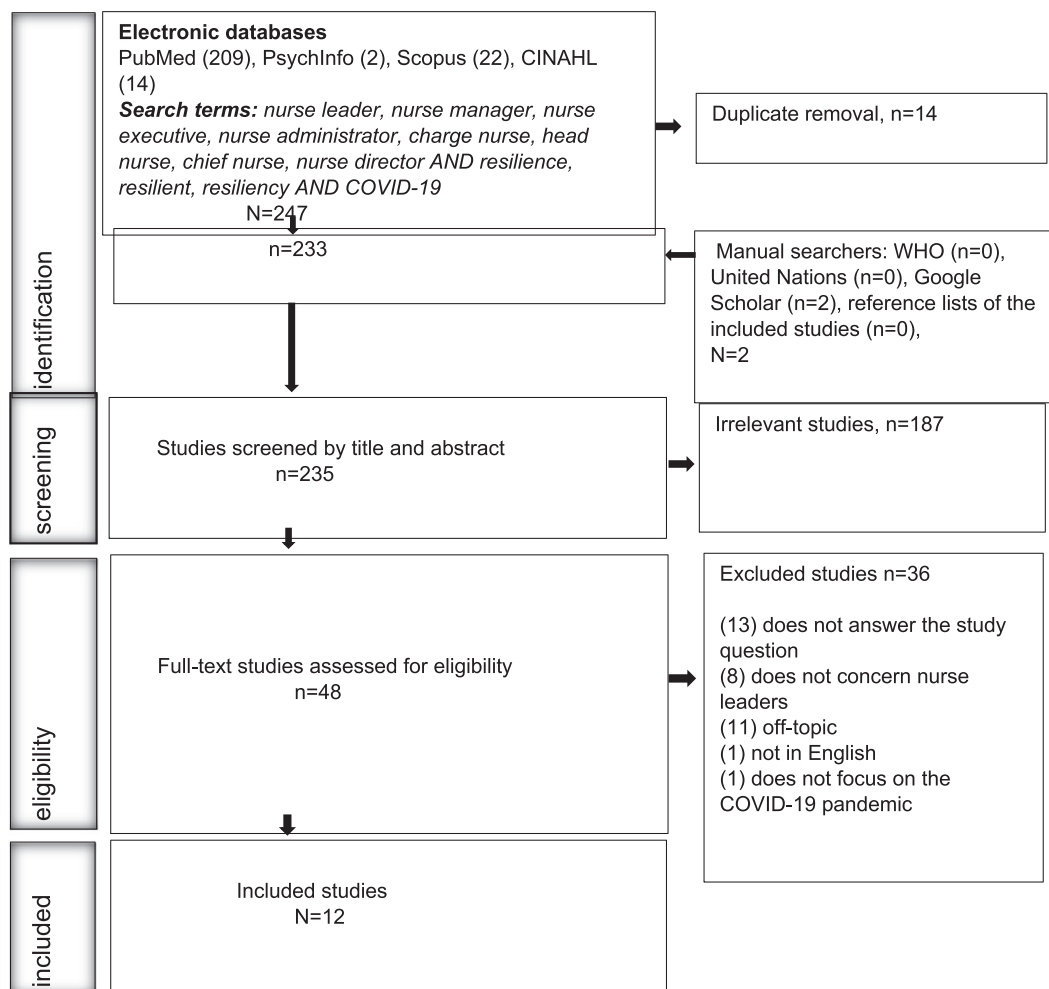 Electronic databases
PubMed (209), PsychInfo (2), Scopus (22), CINAHL
(14)
Search terms: nurse leader, nurse manager, nurse
executive, nurse administrator, charge nurse, head
nurse, chief nurse, nurse director AND resilience,
resilient, resiliency AND COVID-19
N=247
Duplicate removal, n=14
identification
n=233
Manual searchers: WHO (n=0),
United Nations (n=0), Google
Scholar (n=2), reference lists of the
included studies (n=0),
N=2
screening
Studies screened by title and abstract
n=235
Irrelevant studies, n=187
eligibility
Full-text studies assessed for eligibility
n=48
Excluded studies n=36
(13) does not answer the study
question
(8) does not concern nurse
leaders
(11) off-topic
(1) not in English
(1) does not focus on the
COVID-19 pandemic
included
Included studies
N=12